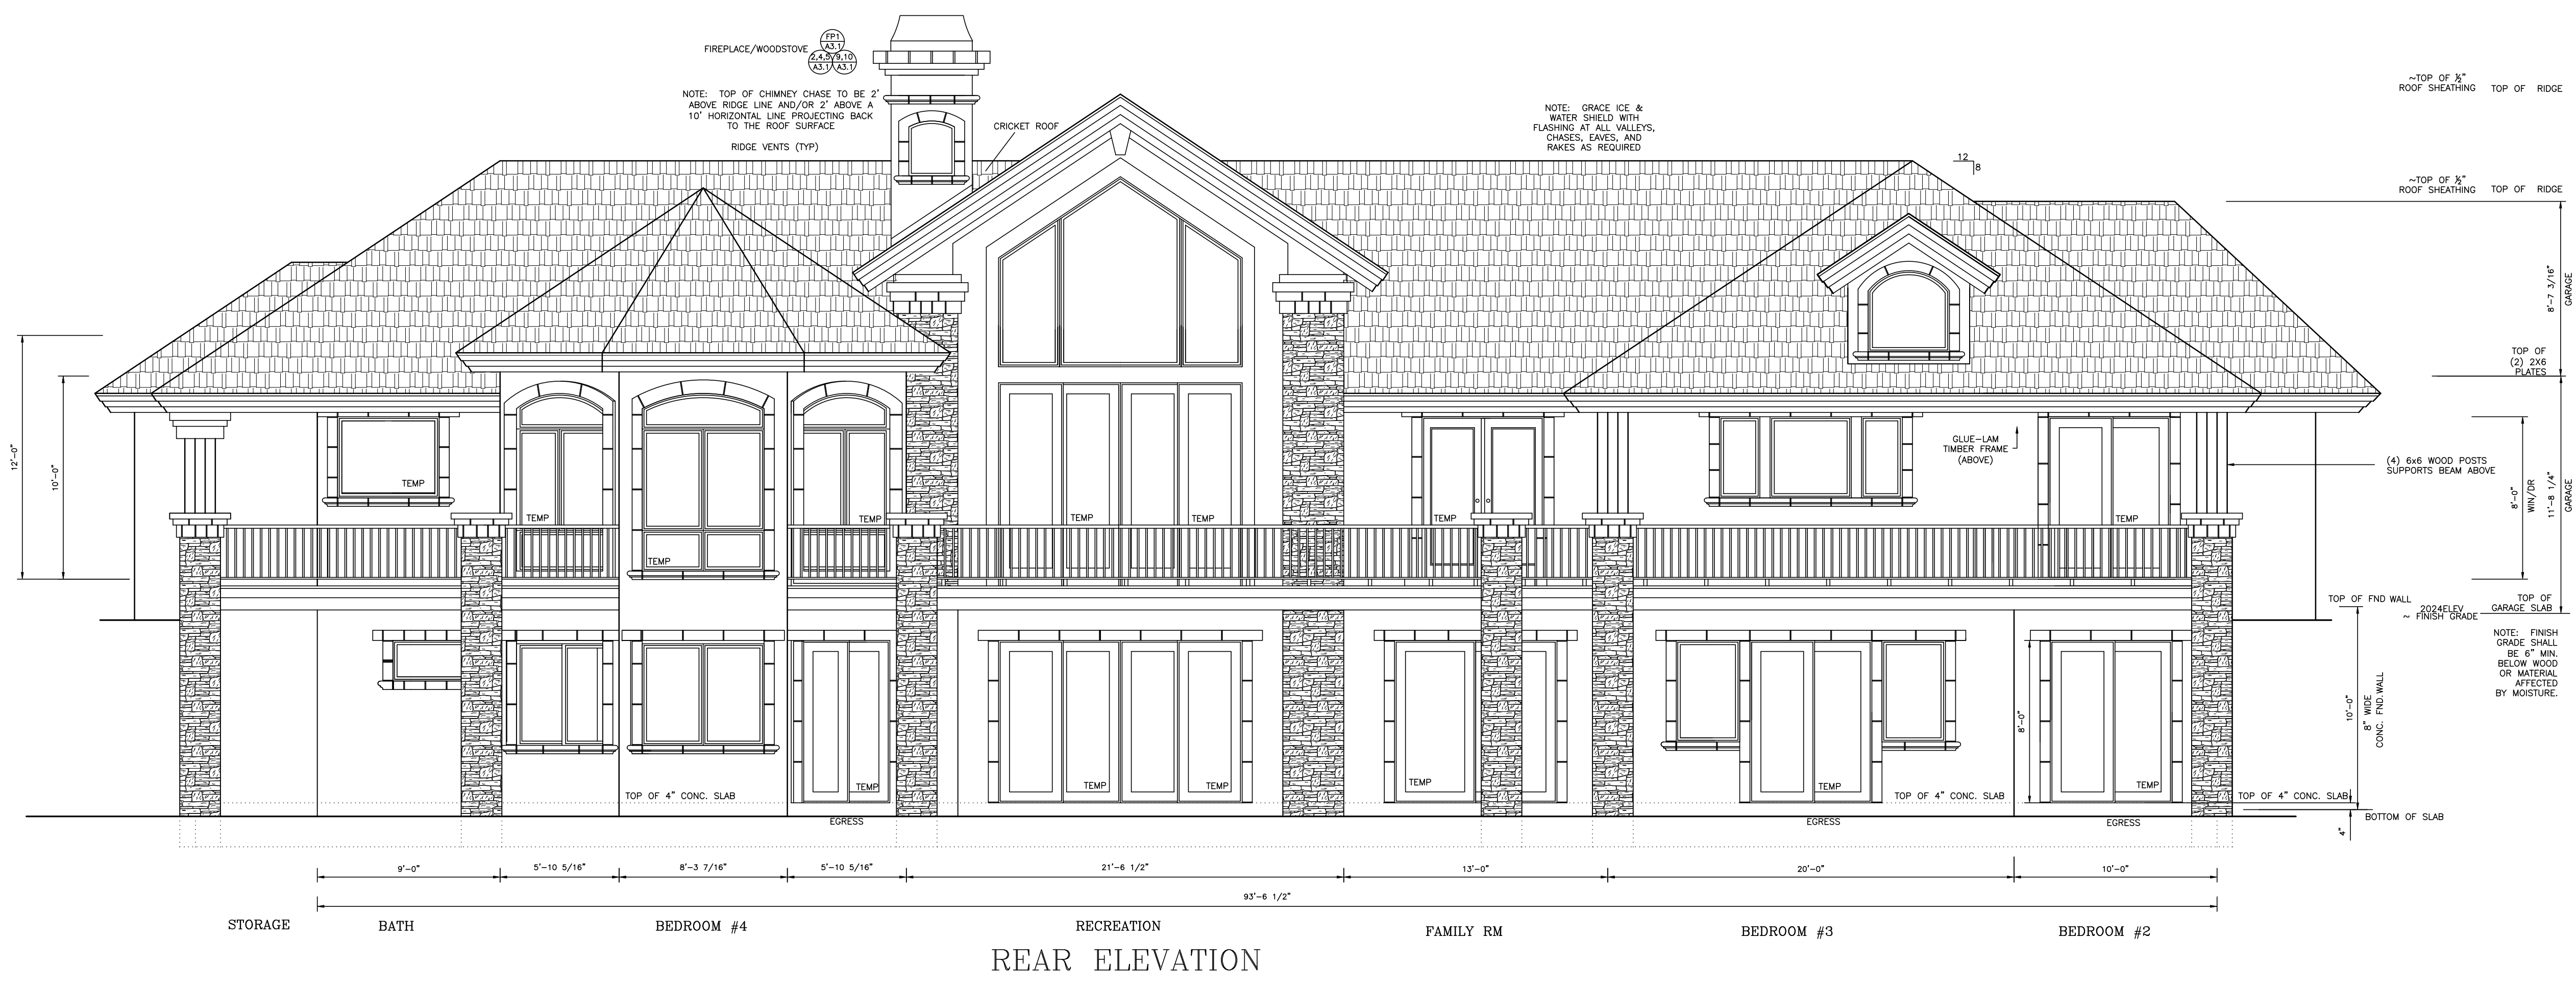 FP1
A3.1
FIREPLACE/WOODSTOVE
2,4,5 9,10
A3.1 A3.1
NOTE: TOP OF CHIMNEY CHASE TO BE 2'
ABOVE RIDGE LINE AND/OR 2' ABOVE A
10' HORIZONTAL LINE PROJECTING BACK
TO THE ROOF SURFACE
RIDGE VENTS (TYP)
CRICKET ROOF
NOTE: GRACE ICE &
WATER SHIELD WITH
FLASHING AT ALL VALLEYS,
CHASES, EAVES, AND
RAKES AS REQUIRED
12
8
~TOP OF ½"
ROOF SHEATHING TOP OF RIDGE
~TOP OF ½"
ROOF SHEATHING TOP OF RIDGE
8'-7 3/16"
GARAGE
TOP OF
(2) 2X6
PLATES
12'-0"
10'-0"
GLUE-LAM
TIMBER FRAME
(ABOVE)
(4) 6x6 WOOD POSTS
SUPPORTS BEAM ABOVE
8'-0"
WIN/DR
11'-8 1/4"
GARAGE
TEMP
TEMP
TEMP
TEMP
TEMP
TEMP
TEMP
TEMP
TOP OF FND WALL
TOP OF
GARAGE SLAB
2024ELEV
~ FINISH GRADE
NOTE: FINISH
GRADE SHALL
BE 6" MIN.
BELOW WOOD
OR MATERIAL
AFFECTED
BY MOISTURE.
8'-0"
10'-0"
8" WIDE
CONC. FND. WALL
TEMP
TEMP
TEMP
TEMP
TEMP
TEMP
TOP OF 4" CONC. SLAB
TOP OF 4" CONC. SLAB
TOP OF 4" CONC. SLAB
EGRESS
EGRESS
EGRESS
BOTTOM OF SLAB
4"
9'-0"
5'-10 5/16"
8'-3 7/16"
5'-10 5/16"
21'-6 1/2"
13'-0"
20'-0"
10'-0"
93'-6 1/2"
STORAGE
BATH
BEDROOM #4
RECREATION
FAMILY RM
BEDROOM #3
BEDROOM #2
REAR ELEVATION